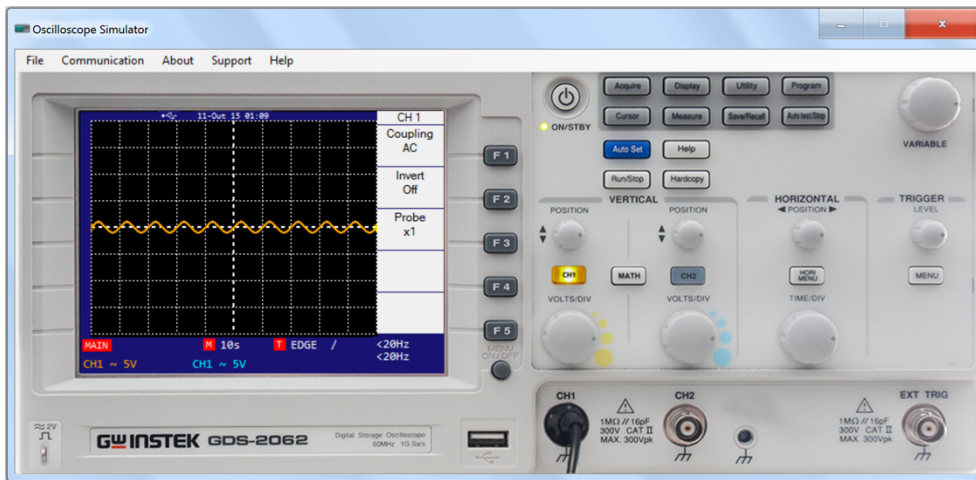 Oscilloscope Simulator
File Communication About Support Help
11-Out 15 01:09
CH 1
Coupling
AC
Invert
Off
Probe
x1
MAIN M 10s T EDGE / <20Hz
<20Hz
CH1 ~ 5V CH1 ~ 5V
F 1
F 2
F 3
F 4
F 5
MENU
ON/OFF
ON/STBY
Acquire Display Utility Program
Cursor Measure Save/Recall Auto test/Stop
Auto Set Help
Run/Stop Hardcopy
VARIABLE
VERTICAL HORIZONTAL TRIGGER
POSITION POSITION ◀ POSITION ▶ LEVEL
CH1 MATH CH2 HORI MENU MENU
VOLTS/DIV VOLTS/DIV TIME/DIV
≈ 2V
GW INSTEK GDS-2062 Digital Storage Oscilloscope
60MHz 1G Sa/s
CH1 CH2 EXT TRIG
1MΩ // 16pF
300V CAT II
MAX. 300Vpk
1MΩ // 16pF
300V CAT II
MAX. 300Vpk